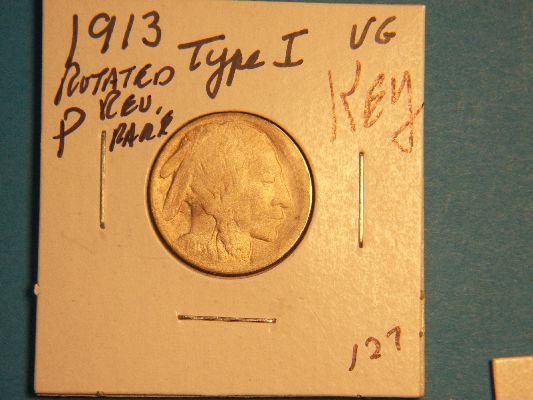 1913 Type I VG
ROTATED
REV. KEY
P RARE
127